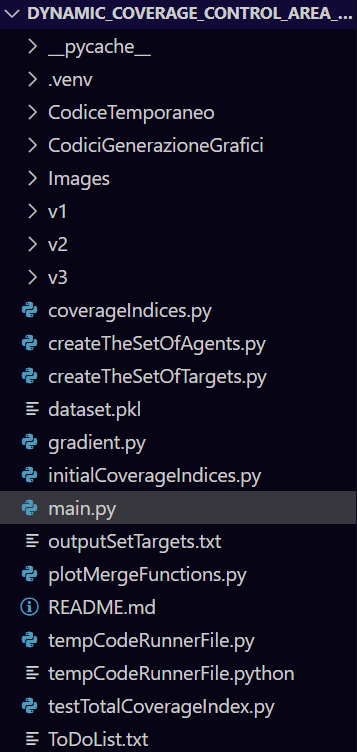 DYNAMIC_COVERAGE_CONTROL_AREA_...
__pycache__
.venv
CodiceTemporaneo
CodiciGenerazioneGrafici
Images
v1
v2
v3
coverageIndices.py
createTheSetOfAgents.py
createTheSetOfTargets.py
dataset.pkl
gradient.py
initialCoverageIndices.py
main.py
outputSetTargets.txt
plotMergeFunctions.py
README.md
tempCodeRunnerFile.py
tempCodeRunnerFile.python
testTotalCoverageIndex.py
ToDoList.txt